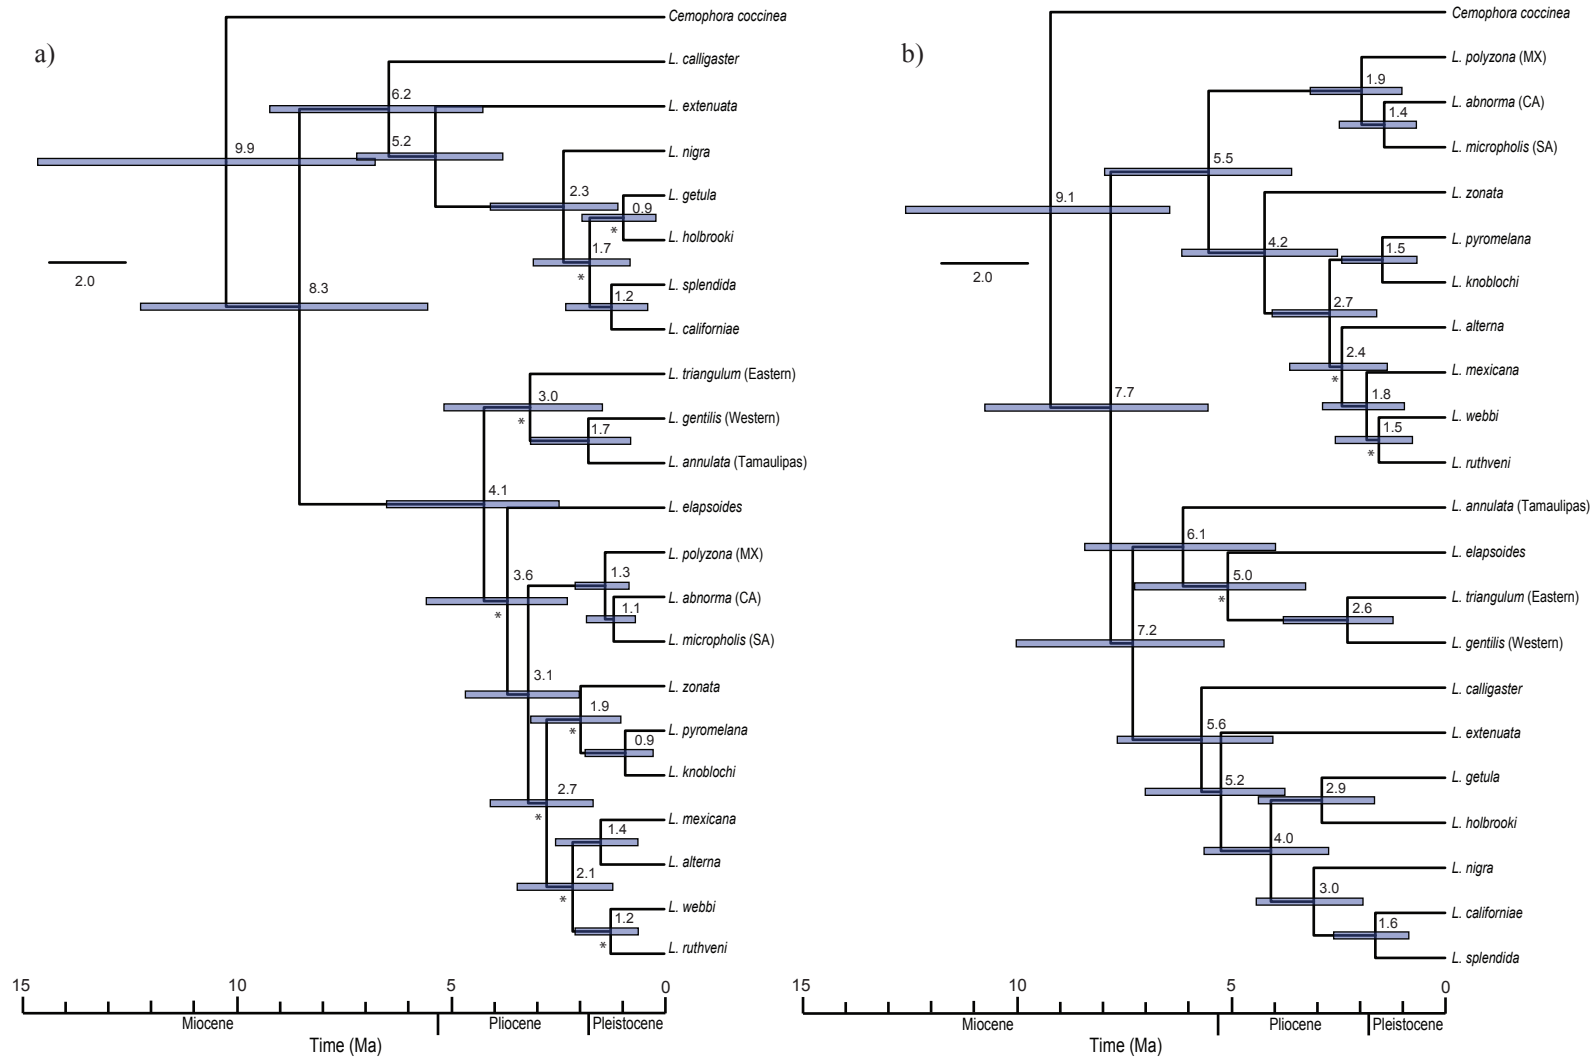 a)
Cemophora coccinea
L. calligaster
6.2
L. extenuata
5.2
9.9
L. nigra
2.3
L. getula
0.9
*
L. holbrooki
1.7
*
2.0
L. splendida
1.2
8.3
L. californiae
L. triangulum (Eastern)
3.0
*
L. gentilis (Western)
1.7
L. annulata (Tamaulipas)
4.1
L. elapsoides
L. polyzona (MX)
3.6
*
1.3
L. abnorma (CA)
1.1
L. micropholis (SA)
3.1
L. zonata
1.9
*
L. pyromelana
0.9
L. knoblochi
2.7
*
L. mexicana
1.4
L. alterna
2.1
*
L. webbi
1.2
*
L. ruthveni
15 10 5 0
Miocene Pliocene Pleistocene
Time (Ma)
b)
Cemophora coccinea
L. polyzona (MX)
1.9
L. abnorma (CA)
1.4
L. micropholis (SA)
5.5
L. zonata
9.1
4.2
L. pyromelana
1.5
2.0
L. knoblochi
2.7
L. alterna
2.4
*
L. mexicana
7.7
1.8
L. webbi
1.5
*
L. ruthveni
L. annulata (Tamaulipas)
6.1
L. elapsoides
5.0
*
L. triangulum (Eastern)
2.6
7.2
L. gentilis (Western)
L. calligaster
5.6
L. extenuata
5.2
L. getula
2.9
L. holbrooki
4.0
L. nigra
3.0
L. californiae
1.6
L. splendida
15 10 5 0
Miocene Pliocene Pleistocene
Time (Ma)